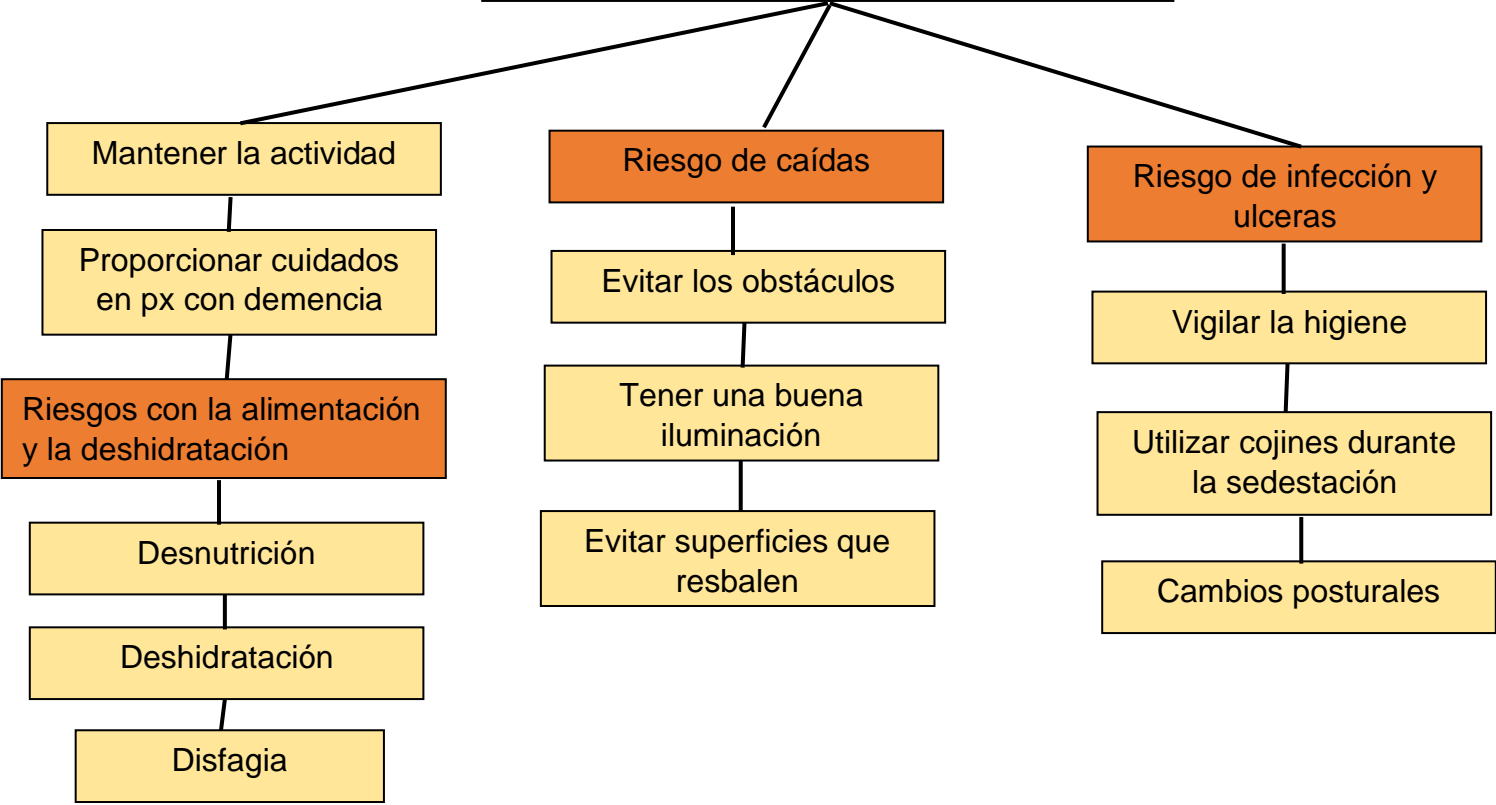 Mantener la actividad
Proporcionar cuidados
en px con demencia
Riesgos con la alimentación
y la deshidratación
Desnutrición
Deshidratación
Disfagia
Riesgo de caídas
Evitar los obstáculos
Tener una buena
iluminación
Evitar superficies que
resbalen
Riesgo de infección y
ulceras
Vigilar la higiene
Utilizar cojines durante
la sedestación
Cambios posturales